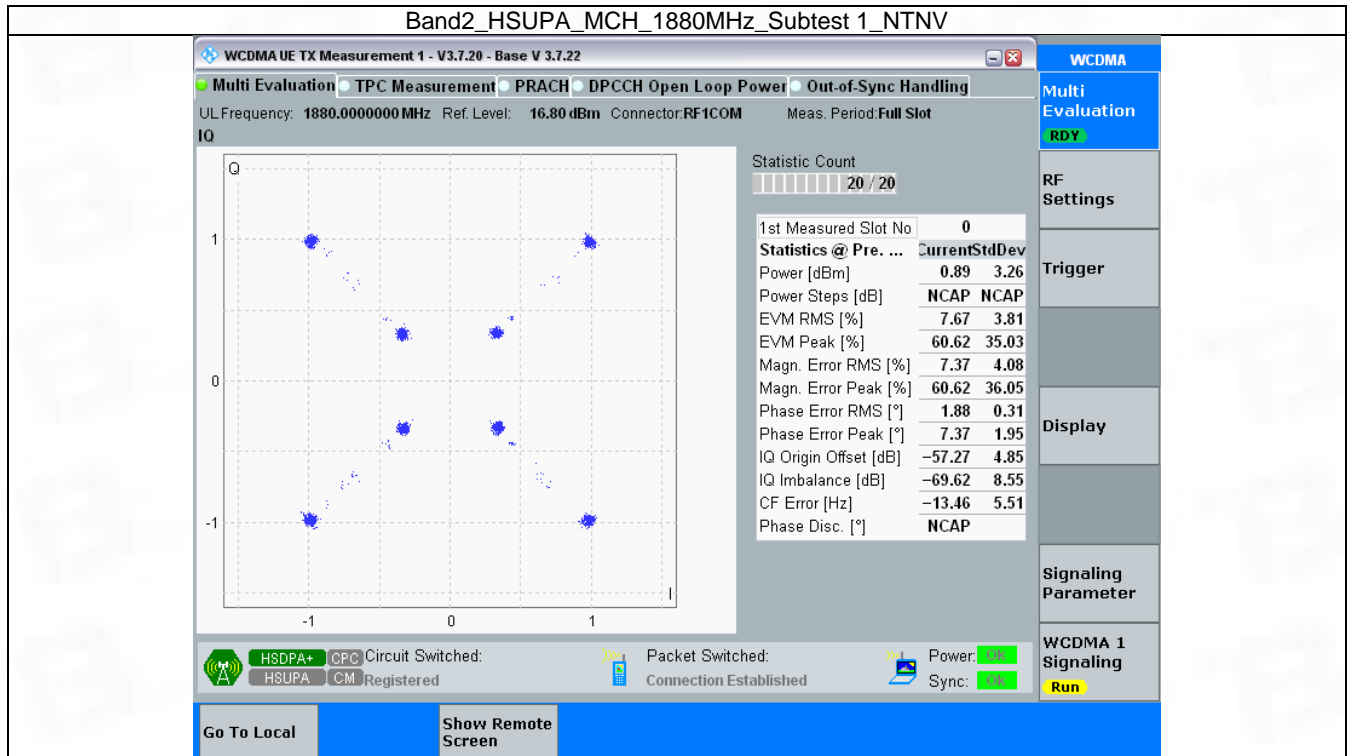 Band2_HSUPA_MCH_1880MHz_Subtest 1_NTNV
WCDMA UE TX Measurement 1 - V3.7.20 - Base V 3.7.22
WCDMA
Multi Evaluation TPC Measurement PRACH DPCCH Open Loop Power Out-of-Sync Handling
UL Frequency: 1880.0000000 MHz Ref. Level: 16.80 dBm Connector:RF1COM Meas. Period:Full Slot
IQ
Q
1
0
-1
-1 0 1
I
Statistic Count
20 / 20
1st Measured Slot No 0
Statistics @ Pre. ... Current StdDev
Power [dBm] 0.89 3.26
Power Steps [dB] NCAP NCAP
EVM RMS [%] 7.67 3.81
EVM Peak [%] 60.62 35.03
Magn. Error RMS [%] 7.37 4.08
Magn. Error Peak [%] 60.62 36.05
Phase Error RMS [°] 1.88 0.31
Phase Error Peak [°] 7.37 1.95
IQ Origin Offset [dB] −57.27 4.85
IQ Imbalance [dB] −69.62 8.55
CF Error [Hz] −13.46 5.51
Phase Disc. [°] NCAP
Multi
Evaluation
RDY
RF
Settings
Trigger
Display
Signaling
Parameter
WCDMA 1
Signaling
Run
HSDPA+ CPC Circuit Switched: Packet Switched: Power: Ok
HSUPA CM Registered Connection Established Sync: Ok
Go To Local
Show Remote
Screen